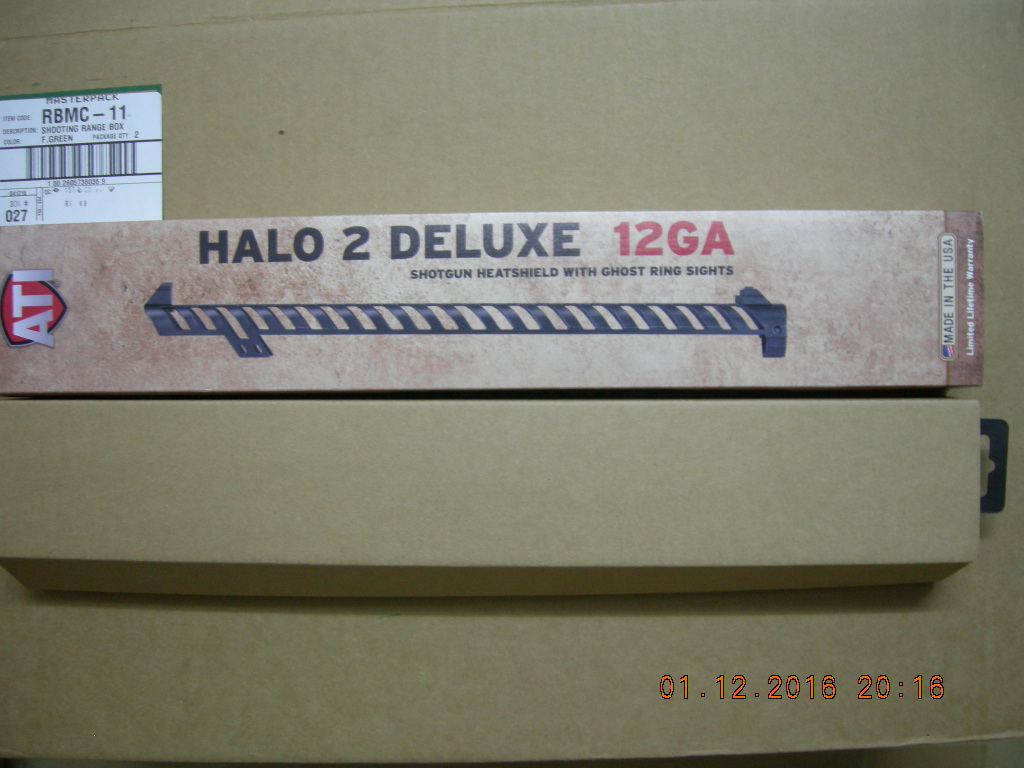 MASTERPACK
ITEM CODE: RBMC-11
DESCRIPTION: SHOOTING RANGE BOX
COLOR: F.GREEN PACKAGE QTY: 2
027
HALO 2 DELUXE 12GA
SHOTGUN HEATSHIELD WITH GHOST RING SIGHTS
ATI®
MADE IN THE USA
Limited Lifetime Warranty
01.12.2016 20:16